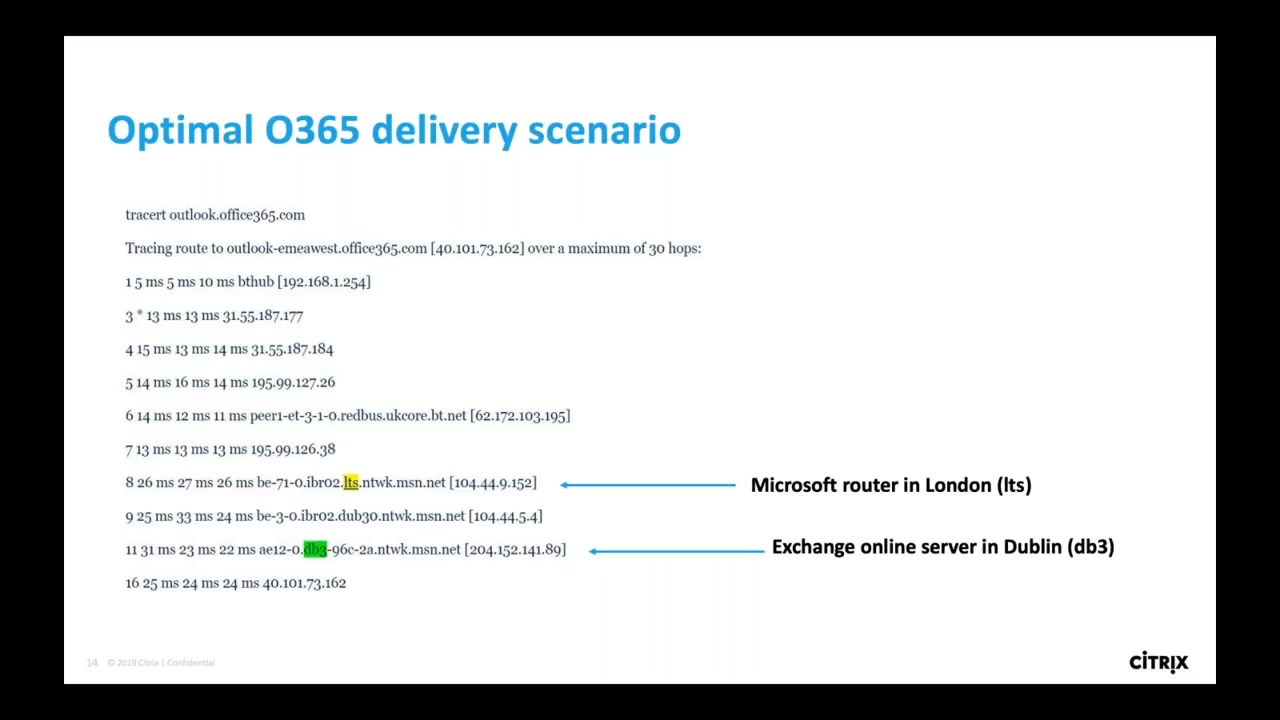 Optimal O365 delivery scenario
tracert outlook.office365.com
Tracing route to outlook-emeawest.office365.com [40.101.73.162] over a maximum of 30 hops:
1 5 ms 5 ms 10 ms bthub [192.168.1.254]
3 * 13 ms 13 ms 31.55.187.177
4 15 ms 13 ms 14 ms 31.55.187.184
5 14 ms 16 ms 14 ms 195.99.127.26
6 14 ms 12 ms 11 ms peer1-et-3-1-0.redbus.ukcore.bt.net [62.172.103.195]
7 13 ms 13 ms 13 ms 195.99.126.38
8 26 ms 27 ms 26 ms be-71-0.ibr02.lts.ntwk.msn.net [104.44.9.152]
Microsoft router in London (lts)
9 25 ms 33 ms 24 ms be-3-0.ibr02.dub30.ntwk.msn.net [104.44.5.4]
11 31 ms 23 ms 22 ms ae12-0.db3-96c-2a.ntwk.msn.net [204.152.141.89]
Exchange online server in Dublin (db3)
16 25 ms 24 ms 24 ms 40.101.73.162
14 © 2019 Citrix | Confidential
CITRIX